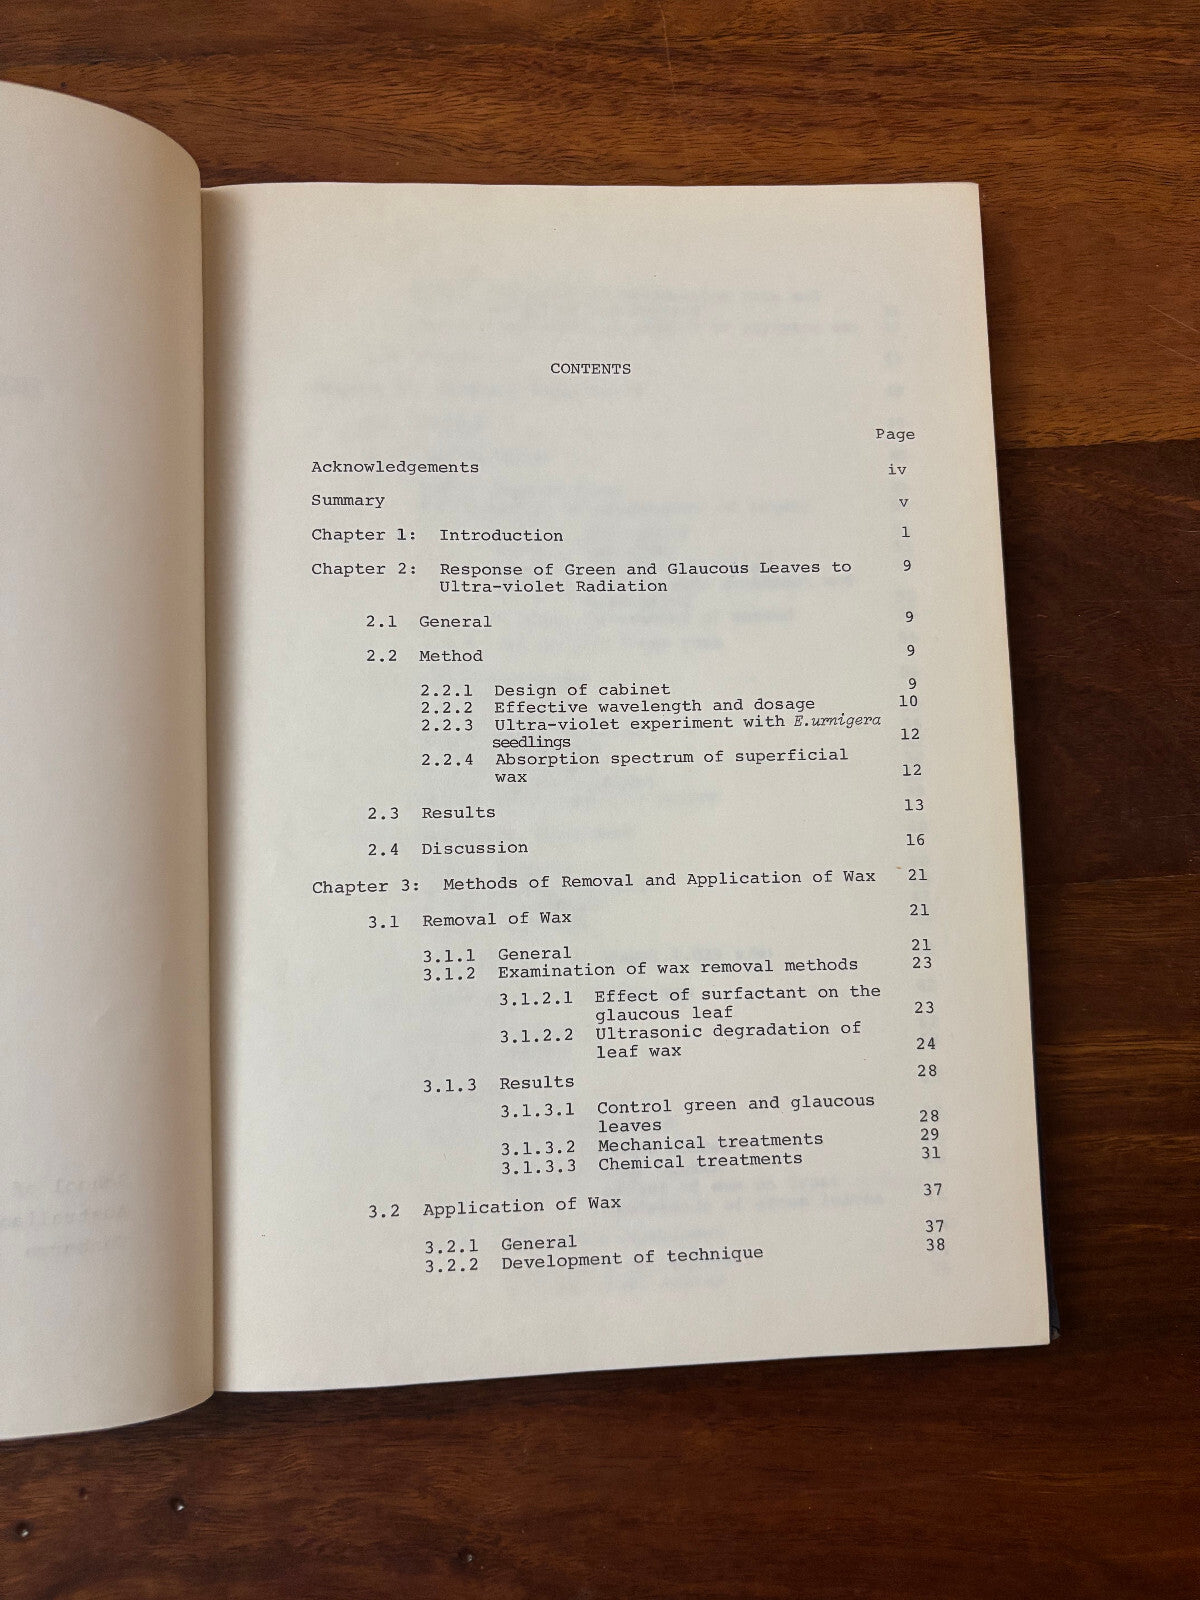 CONTENTS
Page
Acknowledgements iv
Summary v
Chapter 1: Introduction 1
Chapter 2: Response of Green and Glaucous Leaves to 9
Ultra-violet Radiation
2.1 General 9
2.2 Method 9
2.2.1 Design of cabinet 9
2.2.2 Effective wavelength and dosage 10
2.2.3 Ultra-violet experiment with E.urnigera
seedlings 12
2.2.4 Absorption spectrum of superficial
wax 12
2.3 Results 13
2.4 Discussion 16
Chapter 3: Methods of Removal and Application of Wax 21
3.1 Removal of Wax 21
3.1.1 General 21
3.1.2 Examination of wax removal methods 23
3.1.2.1 Effect of surfactant on the
glaucous leaf 23
3.1.2.2 Ultrasonic degradation of
leaf wax 24
3.1.3 Results 28
3.1.3.1 Control green and glaucous
leaves 28
3.1.3.2 Mechanical treatments 29
3.1.3.3 Chemical treatments 31
3.2 Application of Wax 37
3.2.1 General 37
3.2.2 Development of technique 38